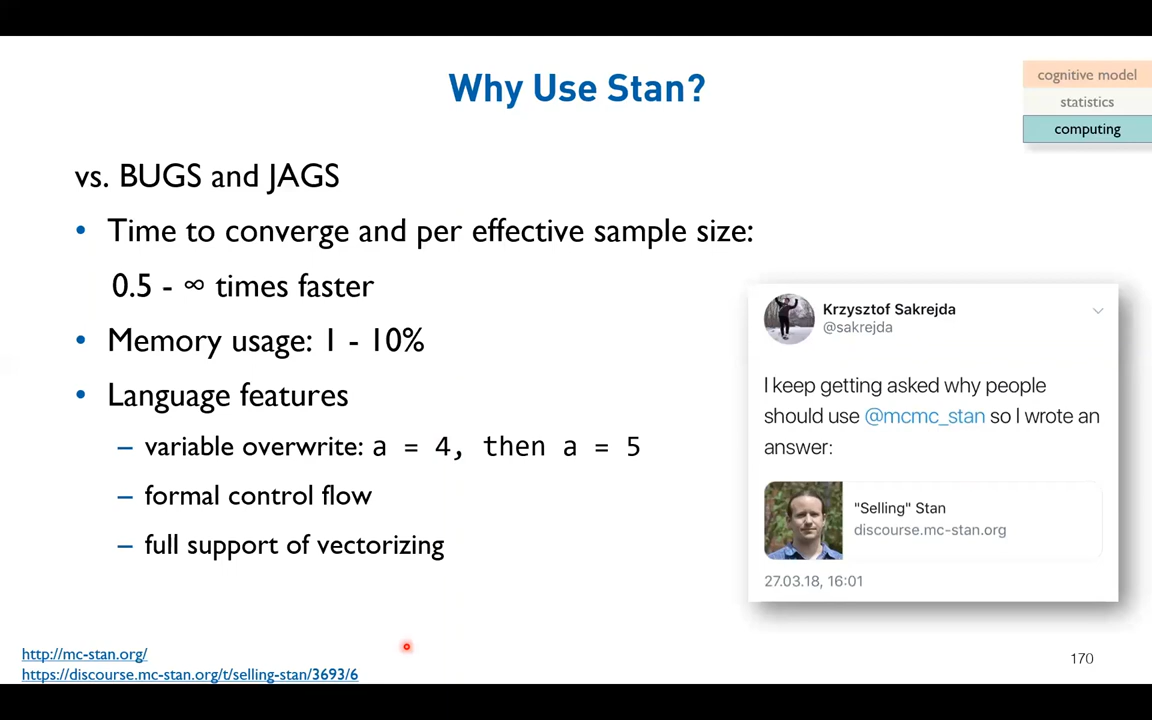 Why Use Stan?
cognitive model
statistics
computing
vs. BUGS and JAGS
• Time to converge and per effective sample size:
0.5 - ∞ times faster
• Memory usage: 1 - 10%
• Language features
– variable overwrite: a = 4, then a = 5
– formal control flow
– full support of vectorizing
Krzysztof Sakrejda
@sakrejda
I keep getting asked why people
should use @mcmc_stan so I wrote an
answer:
"Selling" Stan
discourse.mc-stan.org
27.03.18, 16:01
http://mc-stan.org/
https://discourse.mc-stan.org/t/selling-stan/3693/6
170